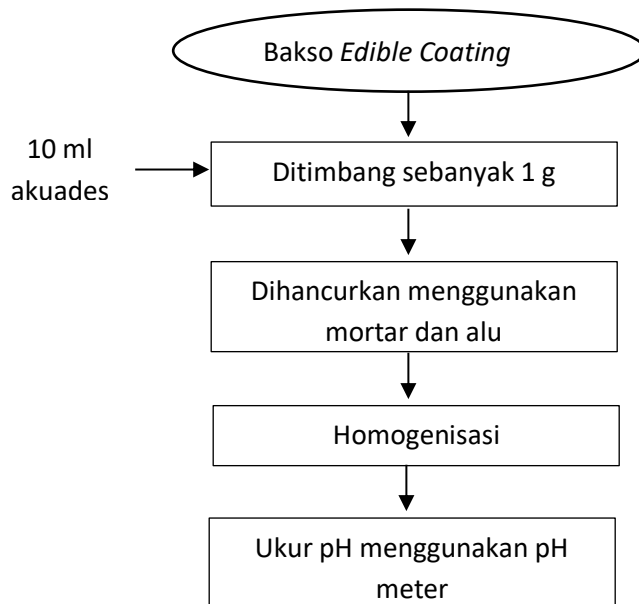 Bakso Edible Coating
10 ml
akuades
Ditimbang sebanyak 1 g
Dihancurkan menggunakan
mortar dan alu
Homogenisasi
Ukur pH menggunakan pH
meter